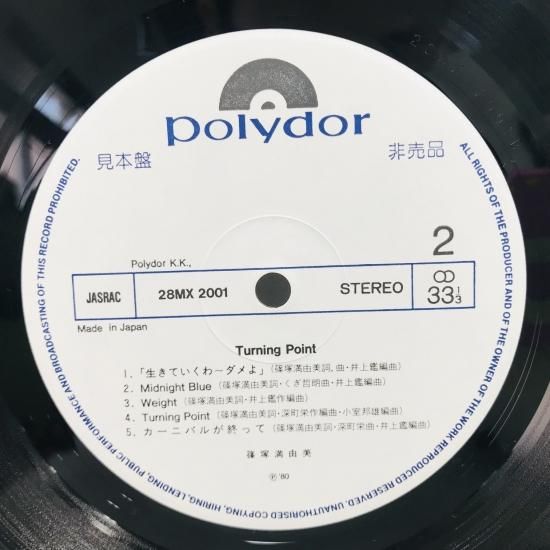 polydor
見本盤
非売品
2
Polydor K.K.,
JASRAC
28MX 2001
STEREO
33 1/3
Made in Japan
Turning Point
1.「生きていくわーダメよ」(篠塚満由美詞,曲・井上鑑編曲)
2. Midnight Blue (篠塚満由美詞・くぎ哲明曲・井上鑑編曲)
3. Weight (篠塚満由美詞・井上鑑作編曲)
4. Turning Point (篠塚満由美詞・深町栄作編曲・小室邦雄編曲)
5. カーニバルが終って (篠塚満由美詞・深町栄曲・井上鑑編曲)
篠塚満由美
℗'80
ALL RIGHTS OF THE PRODUCER AND OF THE OWNER OF THE WORK REPRODUCED RESERVED. UNAUTHORISED COPYING, HIRING, LENDING, PUBLIC PERFORMANCE AND BROADCASTING OF THIS RECORD PROHIBITED.